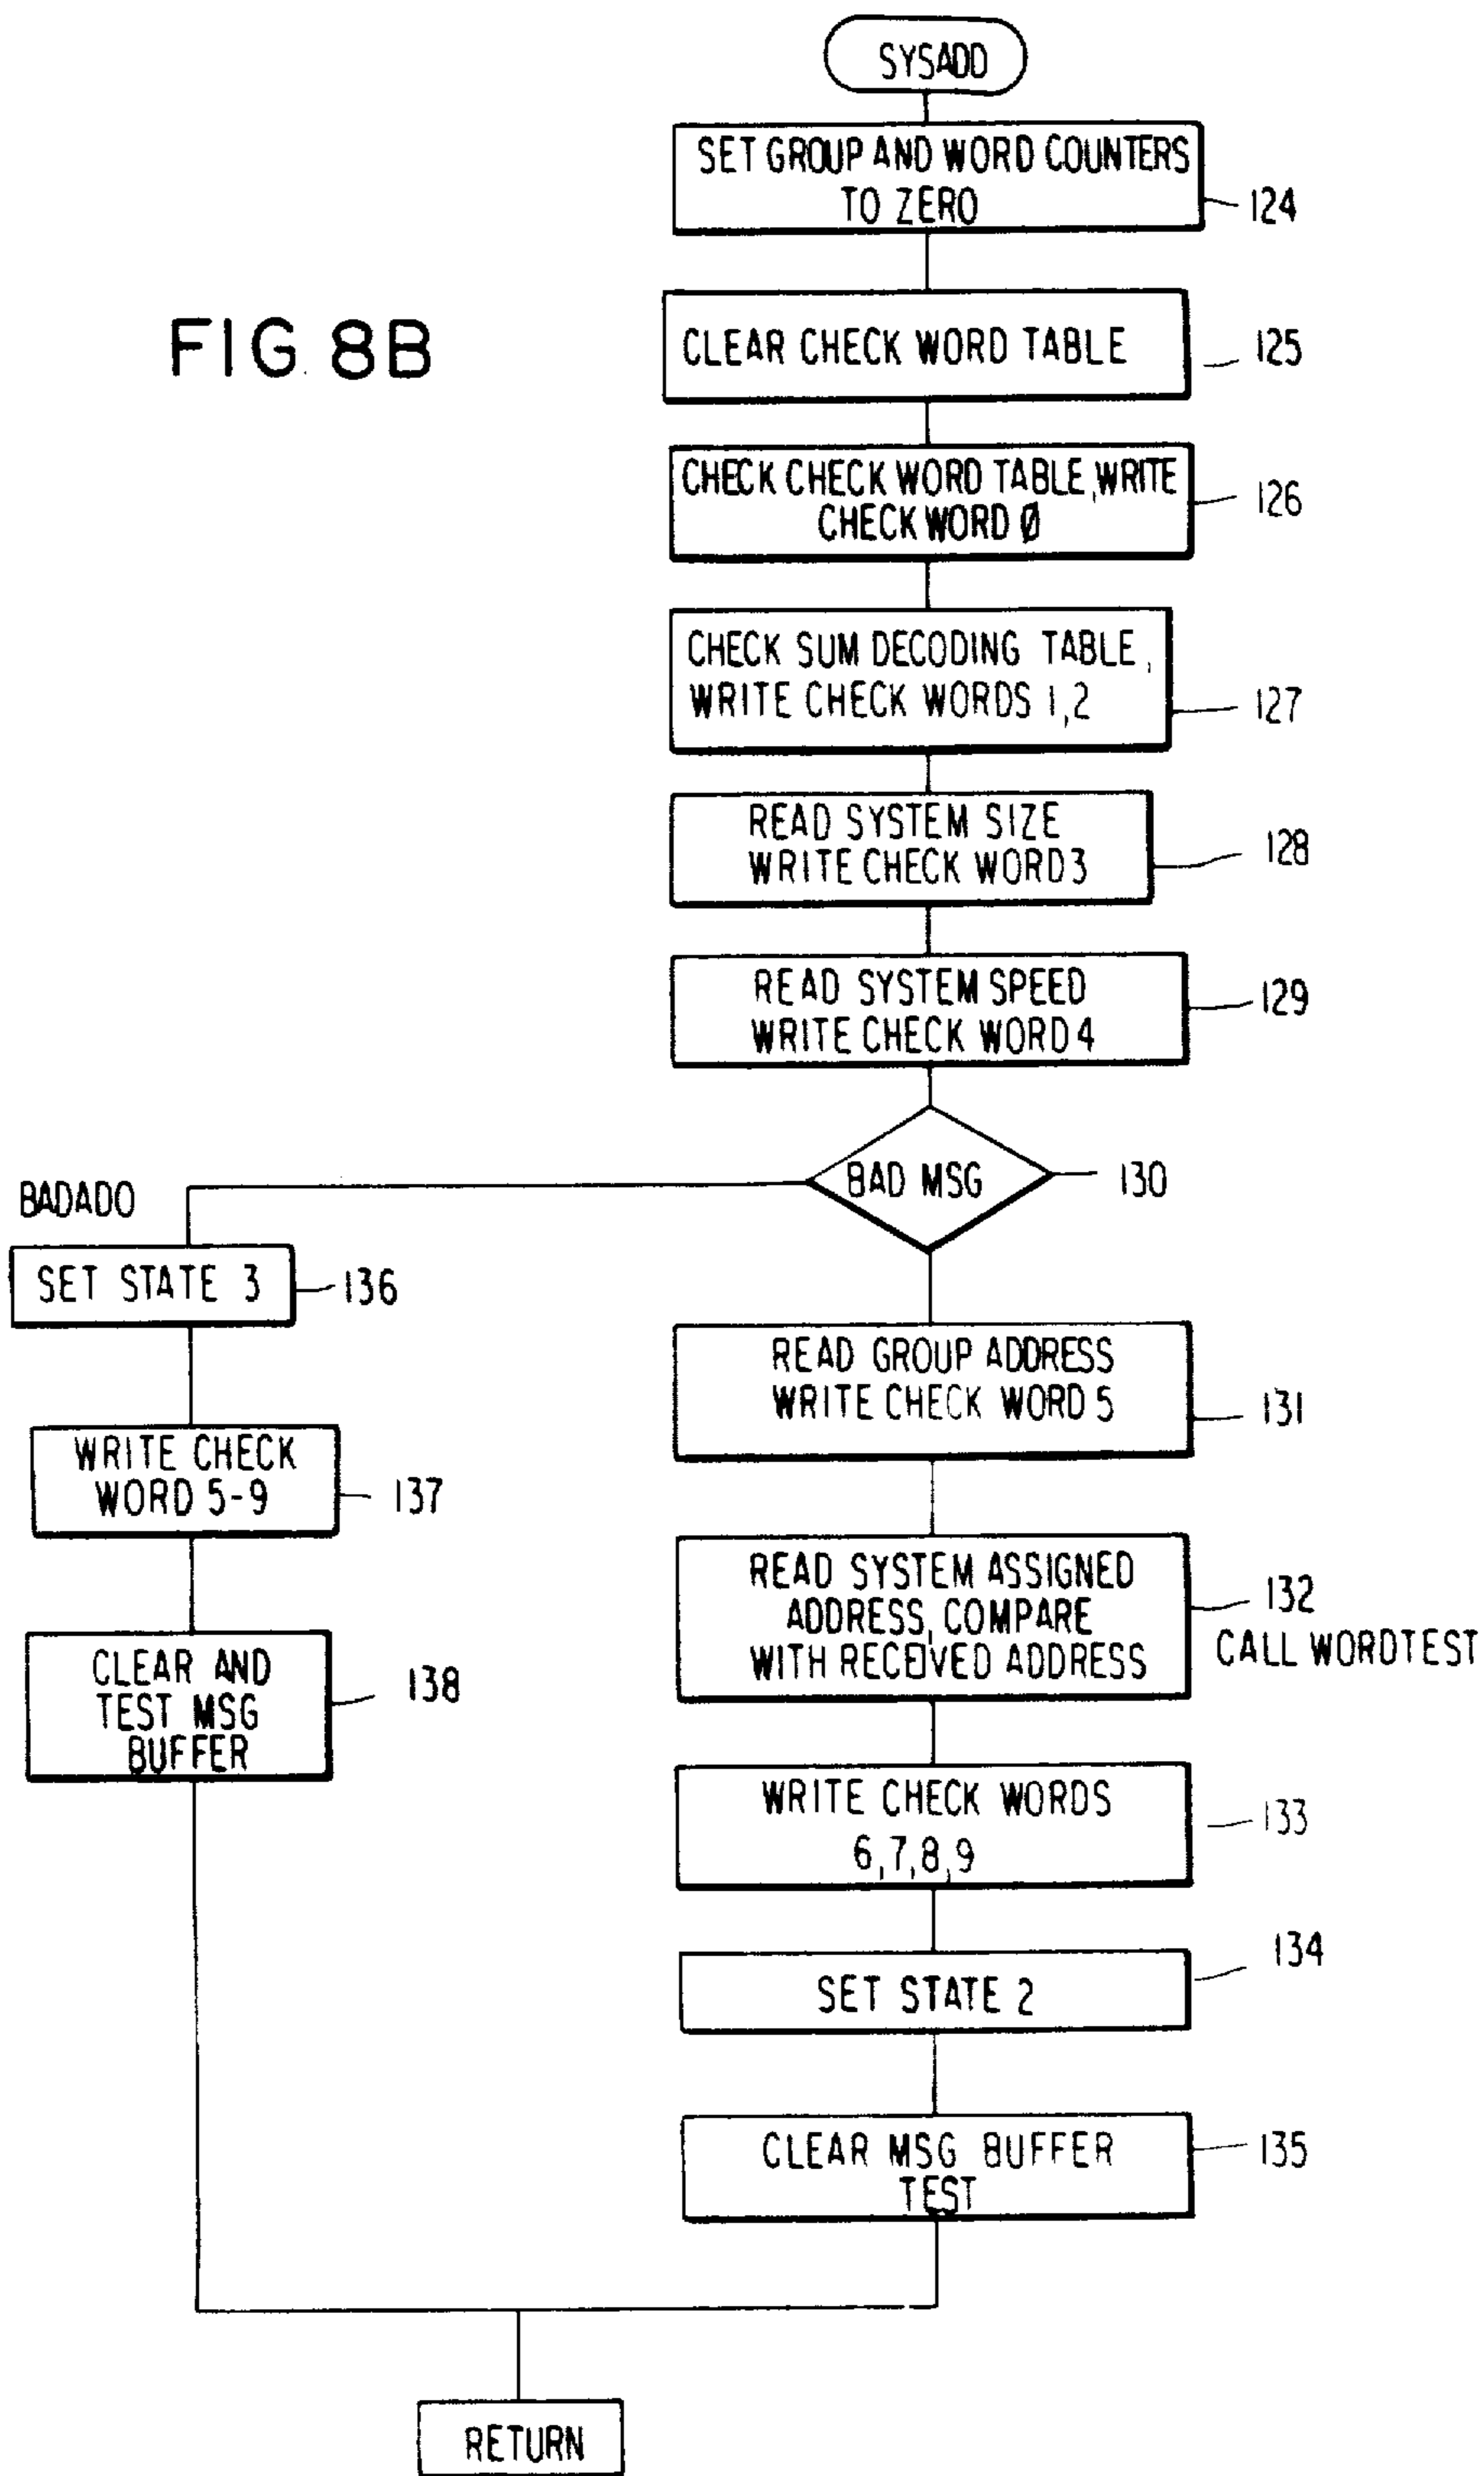 SYSADD
SET GROUP AND WORD COUNTERS
TO ZERO
124
FIG. 8B
CLEAR CHECK WORD TABLE
125
CHECK CHECK WORD TABLE, WRITE
CHECK WORD Ø
126
CHECK SUM DECODING TABLE,
WRITE CHECK WORDS 1,2
127
READ SYSTEM SIZE
WRITE CHECK WORD 3
128
READ SYSTEM SPEED
WRITE CHECK WORD 4
129
BAD MSG
130
BADADO
SET STATE 3
136
READ GROUP ADDRESS
WRITE CHECK WORD 5
131
WRITE CHECK
WORD 5-9
137
READ SYSTEM ASSIGNED
ADDRESS, COMPARE
WITH RECEIVED ADDRESS
132
CALL WORDTEST
CLEAR AND
TEST MSG
BUFFER
138
WRITE CHECK WORDS
6,7,8,9
133
SET STATE 2
134
CLEAR MSG BUFFER
TEST
135
RETURN